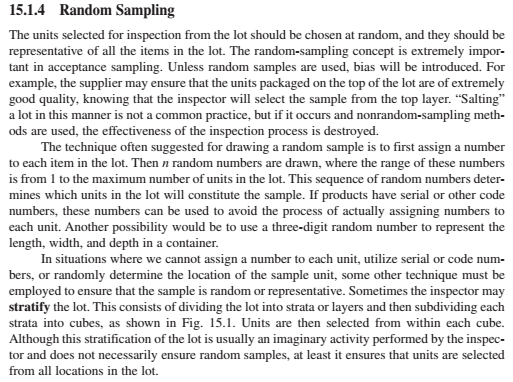 15.1.4 Random Sampling
The units selected for inspection from the lot should be chosen at random, and they should be
representative of all the items in the lot. The random-sampling concept is extremely impor-
tant in acceptance sampling. Unless random samples are used, bias will be introduced. For
example, the supplier may ensure that the units packaged on the top of the lot are of extremely
good quality, knowing that the inspector will select the sample from the top layer. “Salting”
a lot in this manner is not a common practice, but if it occurs and nonrandom-sampling meth-
ods are used, the effectiveness of the inspection process is destroyed.
The technique often suggested for drawing a random sample is to first assign a number
to each item in the lot. Then n random numbers are drawn, where the range of these numbers
is from 1 to the maximum number of units in the lot. This sequence of random numbers deter-
mines which units in the lot will constitute the sample. If products have serial or other code
numbers, these numbers can be used to avoid the process of actually assigning numbers to
each unit. Another possibility would be to use a three-digit random number to represent the
length, width, and depth in a container.
In situations where we cannot assign a number to each unit, utilize serial or code num-
bers, or randomly determine the location of the sample unit, some other technique must be
employed to ensure that the sample is random or representative. Sometimes the inspector may
stratify the lot. This consists of dividing the lot into strata or layers and then subdividing each
strata into cubes, as shown in Fig. 15.1. Units are then selected from within each cube.
Although this stratification of the lot is usually an imaginary activity performed by the inspec-
tor and does not necessarily ensure random samples, at least it ensures that units are selected
from all locations in the lot.